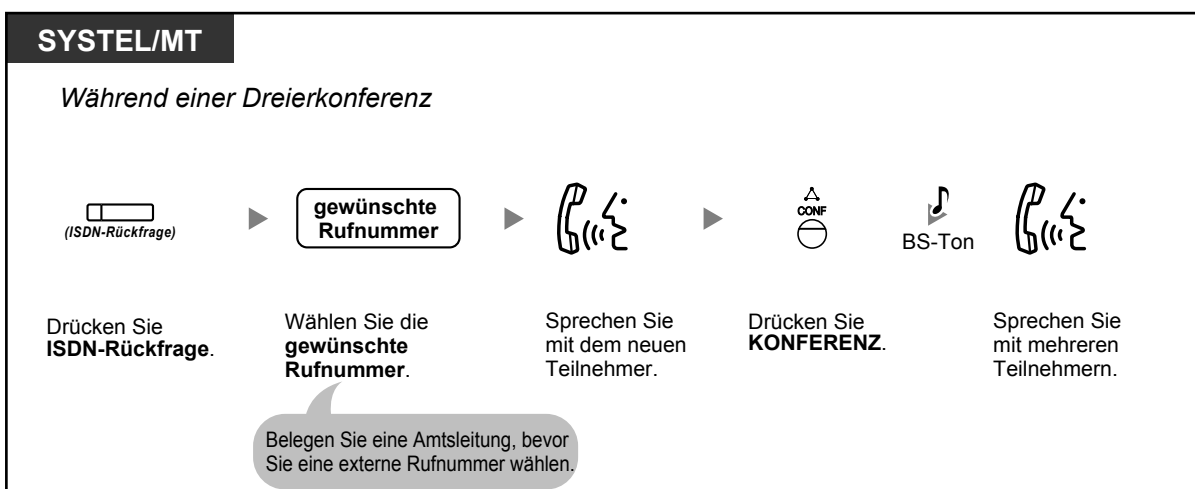 SYSTEL/MT
Während einer Dreierkonferenz
(ISDN-Rückfrage)
gewünschte
Rufnummer
CONF
BS-Ton
Drücken Sie
ISDN-Rückfrage.
Wählen Sie die
gewünschte
Rufnummer.
Belegen Sie eine Amtsleitung, bevor
Sie eine externe Rufnummer wählen.
Sprechen Sie
mit dem neuen
Teilnehmer.
Drücken Sie
KONFERENZ.
Sprechen Sie
mit mehreren
Teilnehmern.